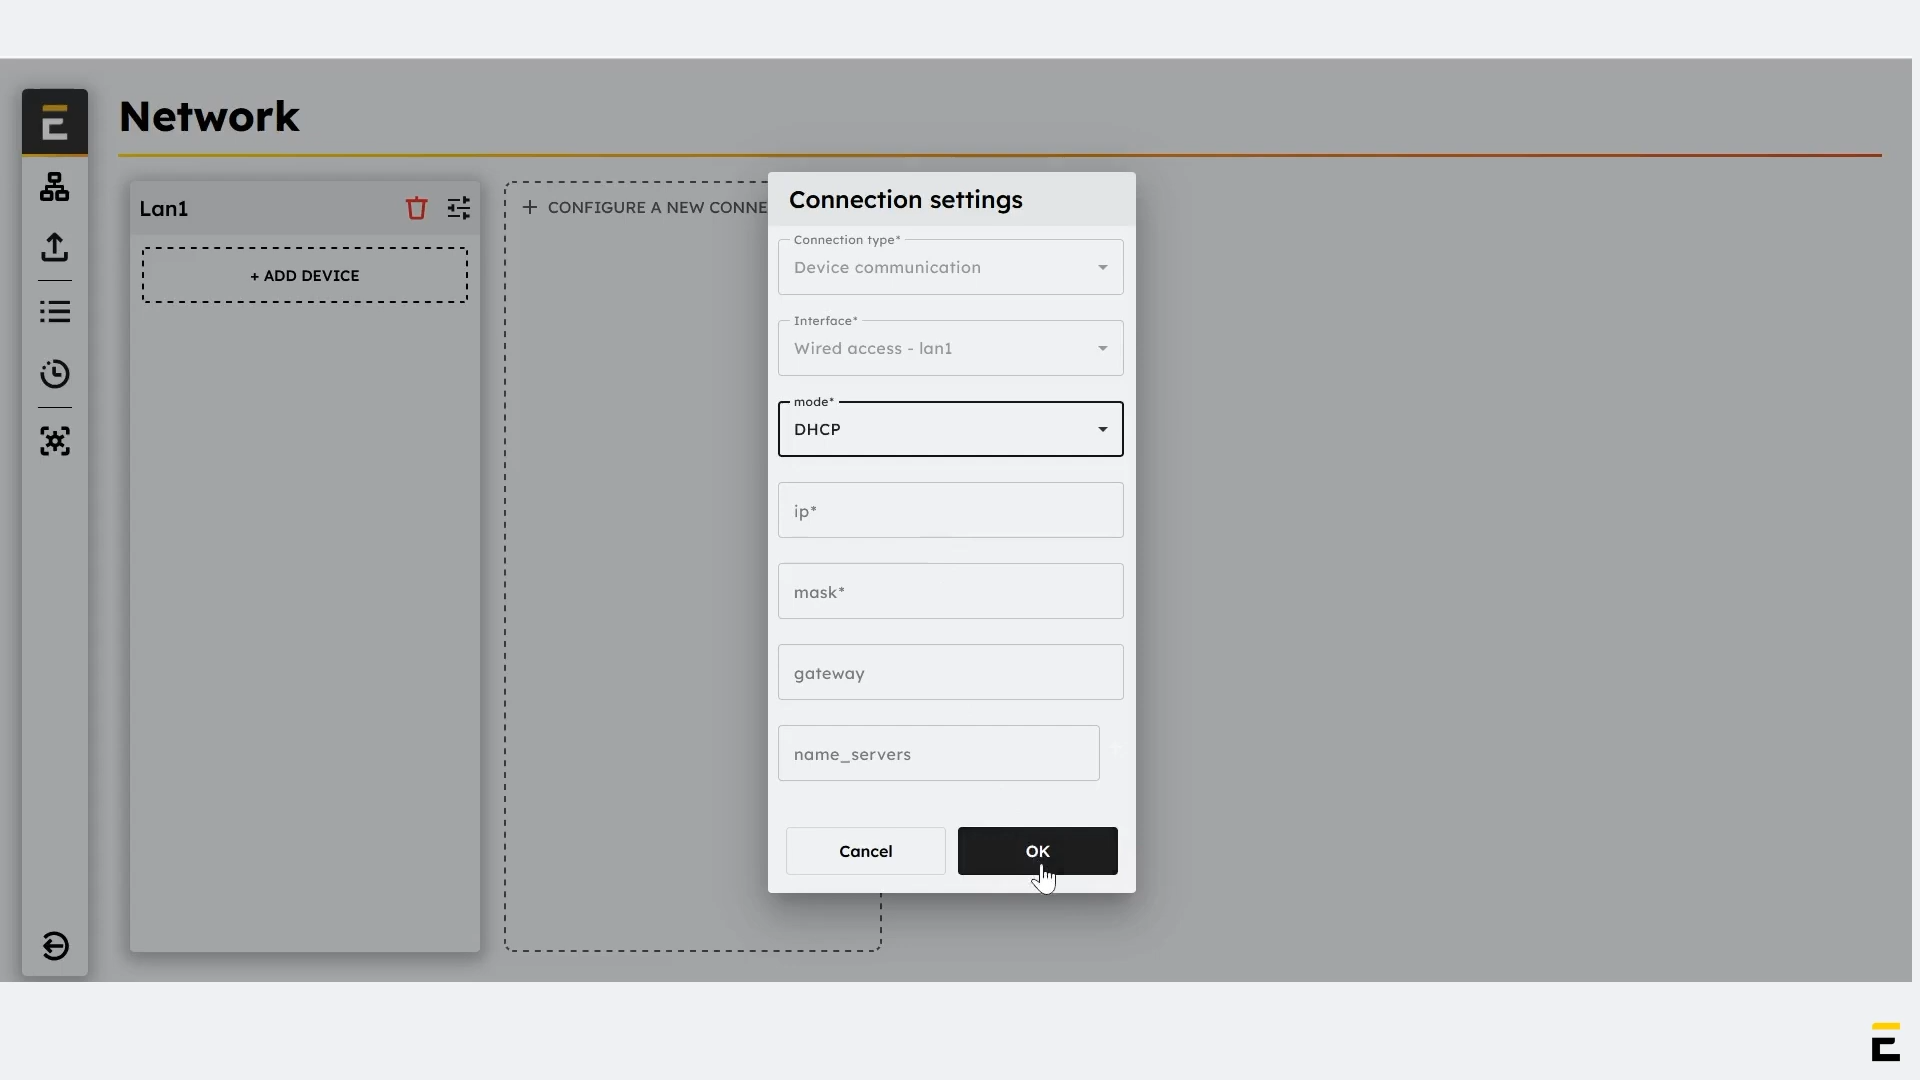 Network
Lan1
+ ADD DEVICE
+ CONFIGURE A NEW CONNE
Connection settings
Connection type*
Device communication
Interface*
Wired access - lan1
mode*
DHCP
ip*
mask*
gateway
name_servers
Cancel
OK